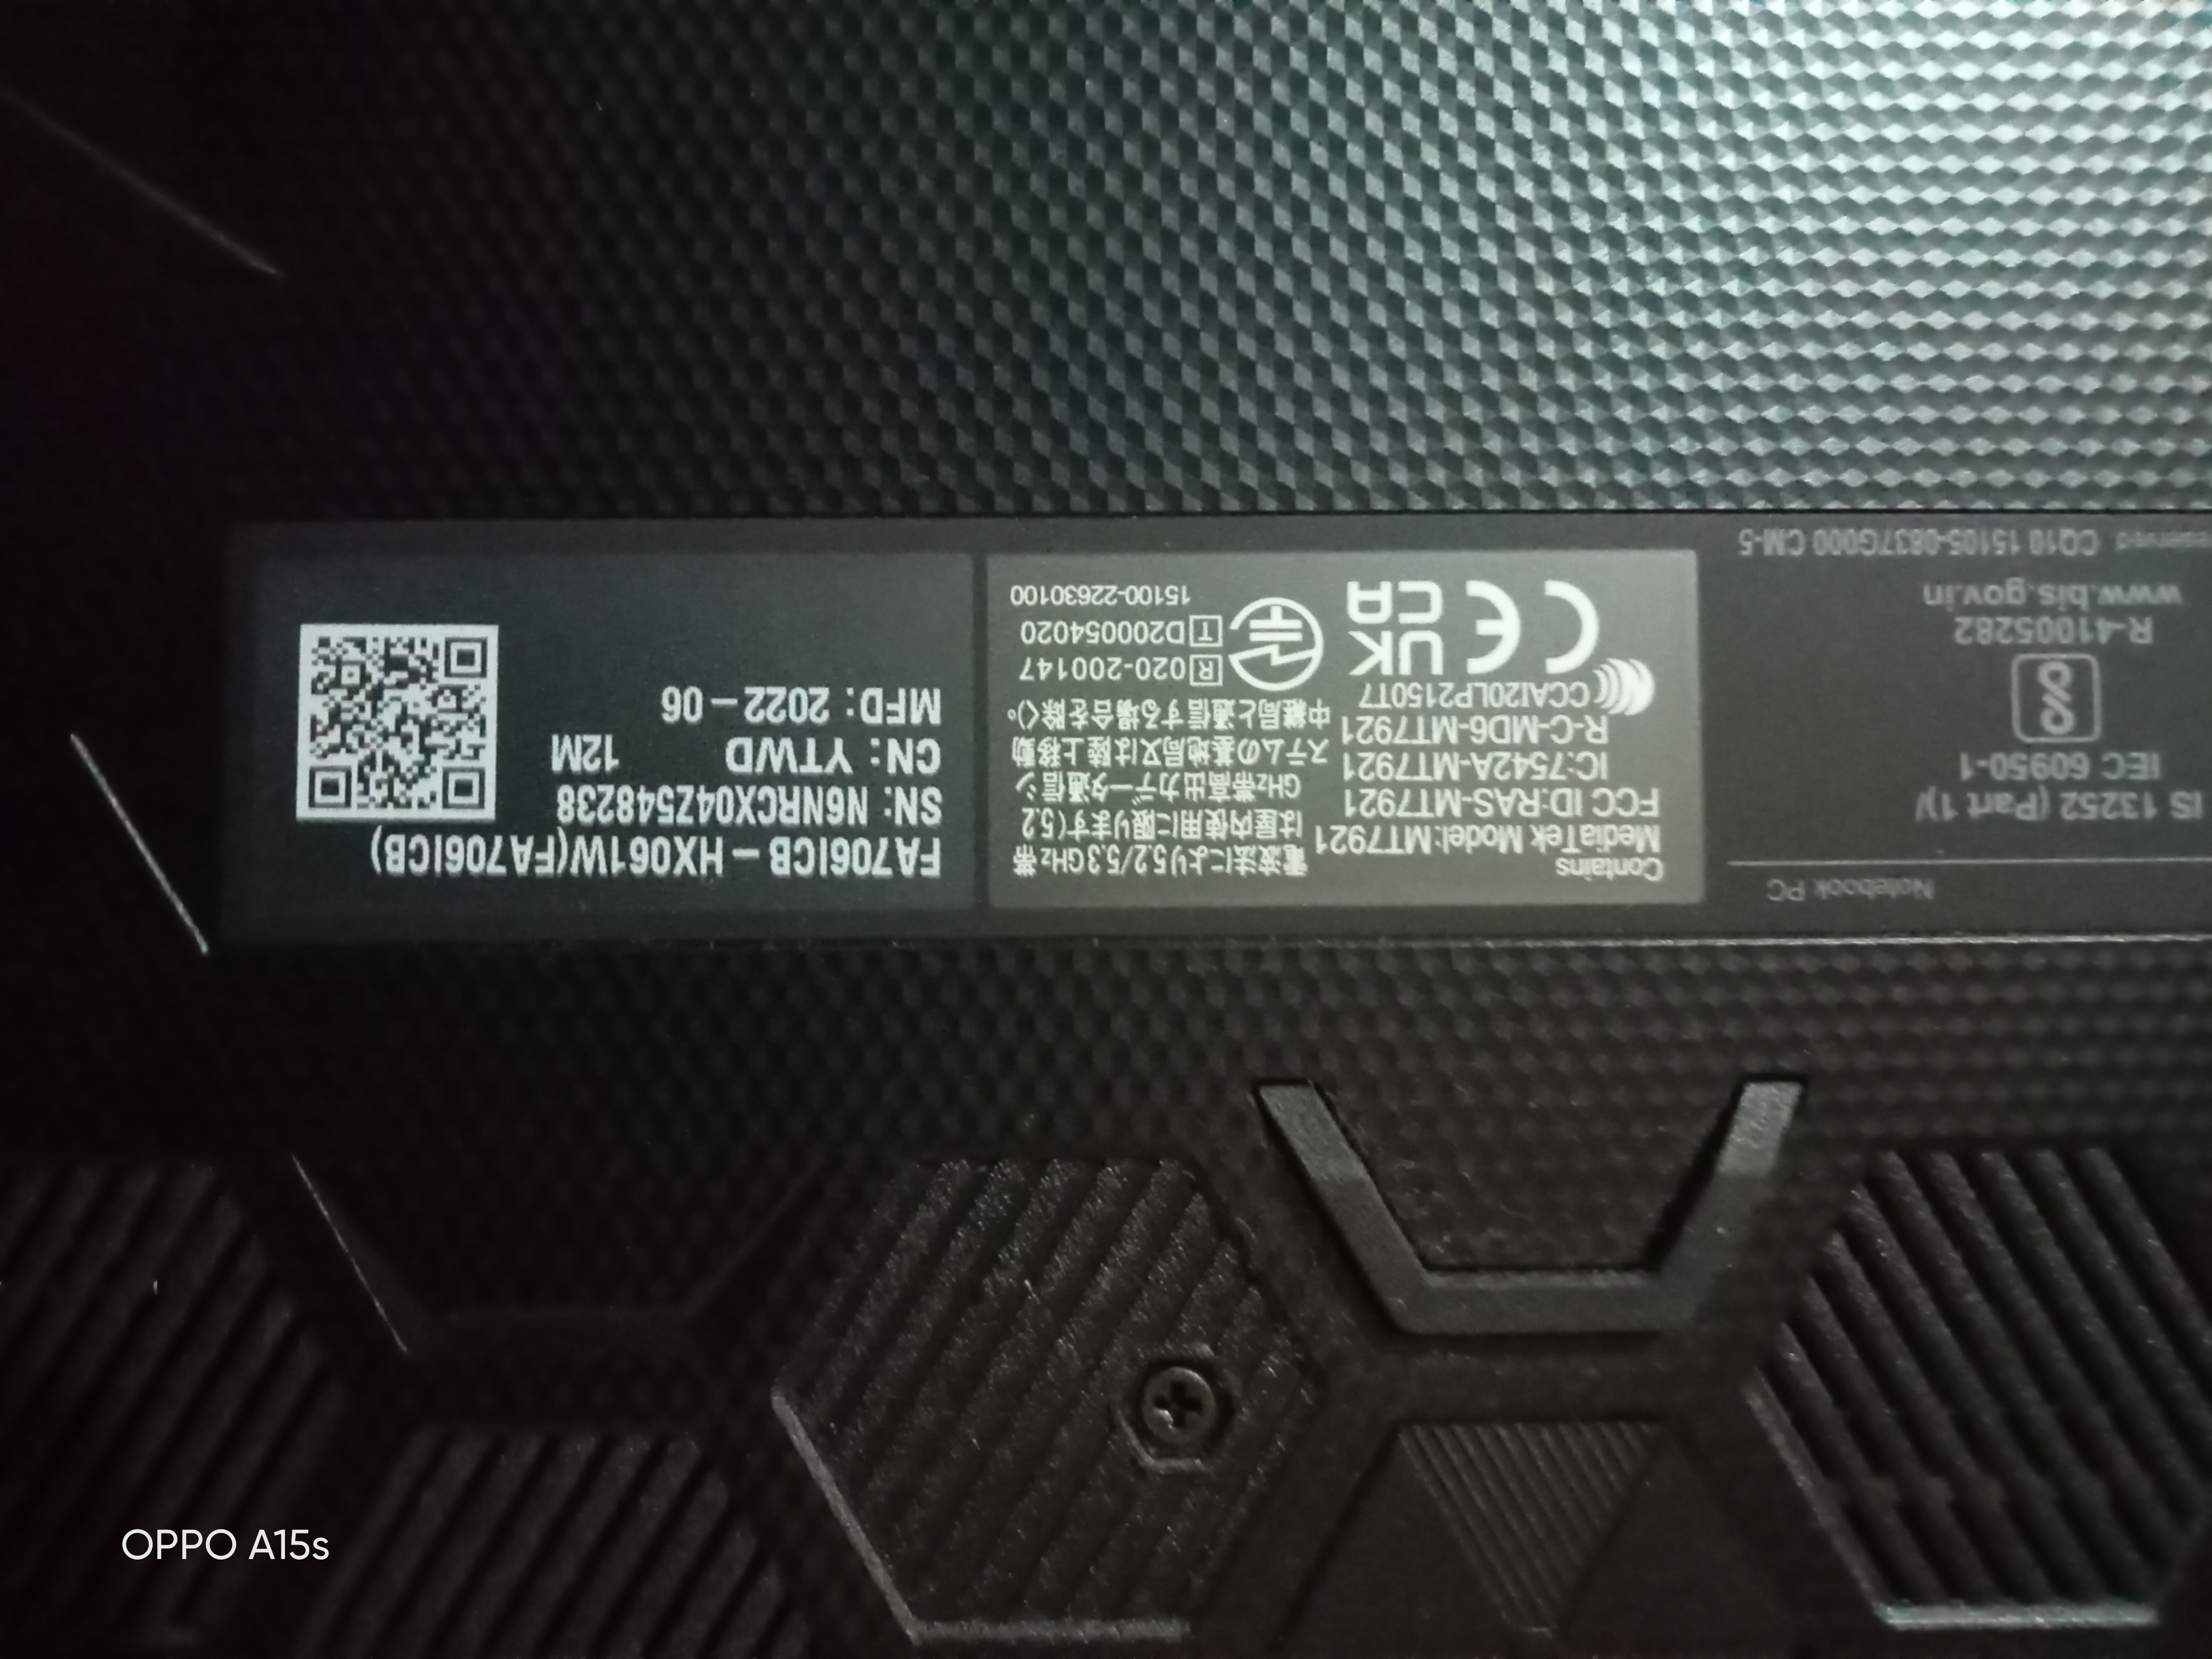 OPPO A15s
Notebook PC
IS 13252 (Part 1)/
IEC 60950-1
R-41005282
www.bis.gov.in
reserved. CQ10 15105-0837G000 CM-5
Contains
MediaTek Model:MT7921
FCC ID:RAS-MT7921
IC:7542A-MT7921
R-C-MD6-MT7921
CCAI20LP2150T7
CE UK
CA
電波法により5.2/5.3GHz帯
は屋内使用に限ります(5.2
GHz帯高出力データ通信シ
ステムの基地局又は陸上移動
中継局と通信する場合を除く)。
R 020-200147
T D200054020
15100-22630100
FA706ICB-HX061W(FA706ICB)
SN: N6NRCX04Z548238
CN: YTWD 12M
MFD: 2022-06